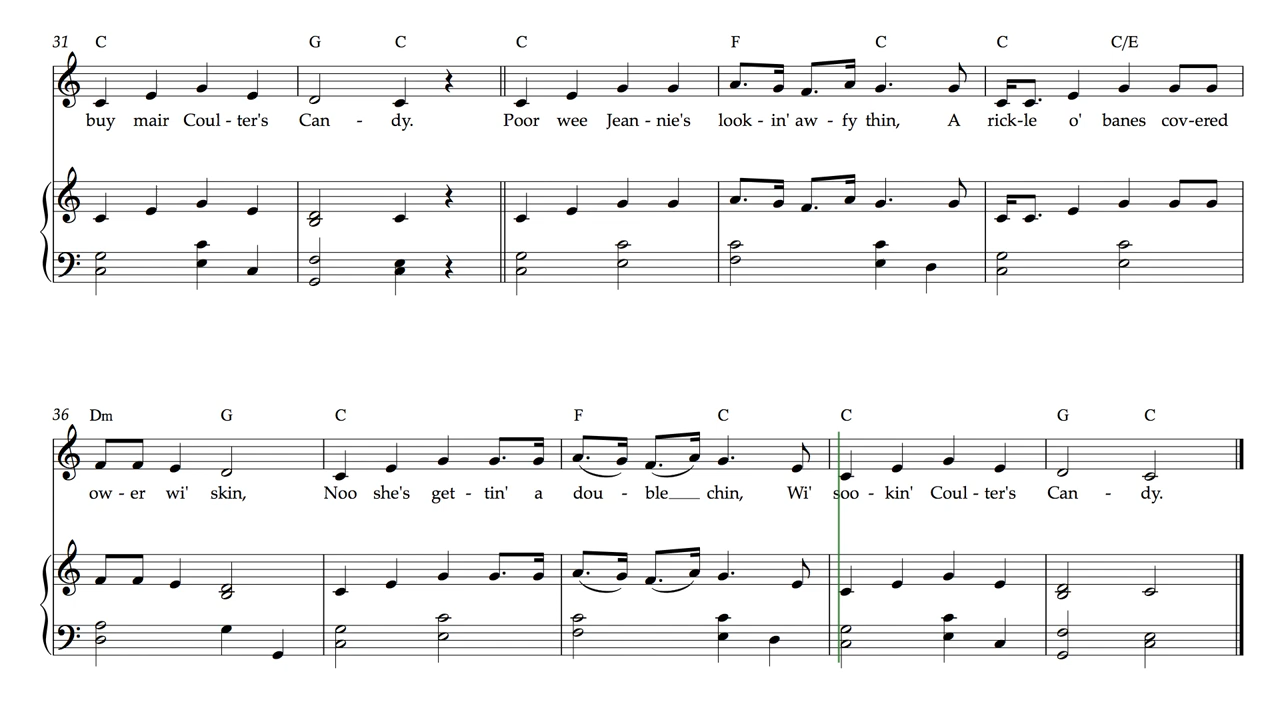 31 C G C C F C C C/E
buy mair Coul - ter's Can - dy. Poor wee Jean - nie's look - in' aw - fy thin, A rick-le o' banes cov-ered
36 Dm G C F C C G C
ow - er wi' skin, Noo she's get - tin' a dou - ble___ chin, Wi' soo - kin' Coul - ter's Can - dy.